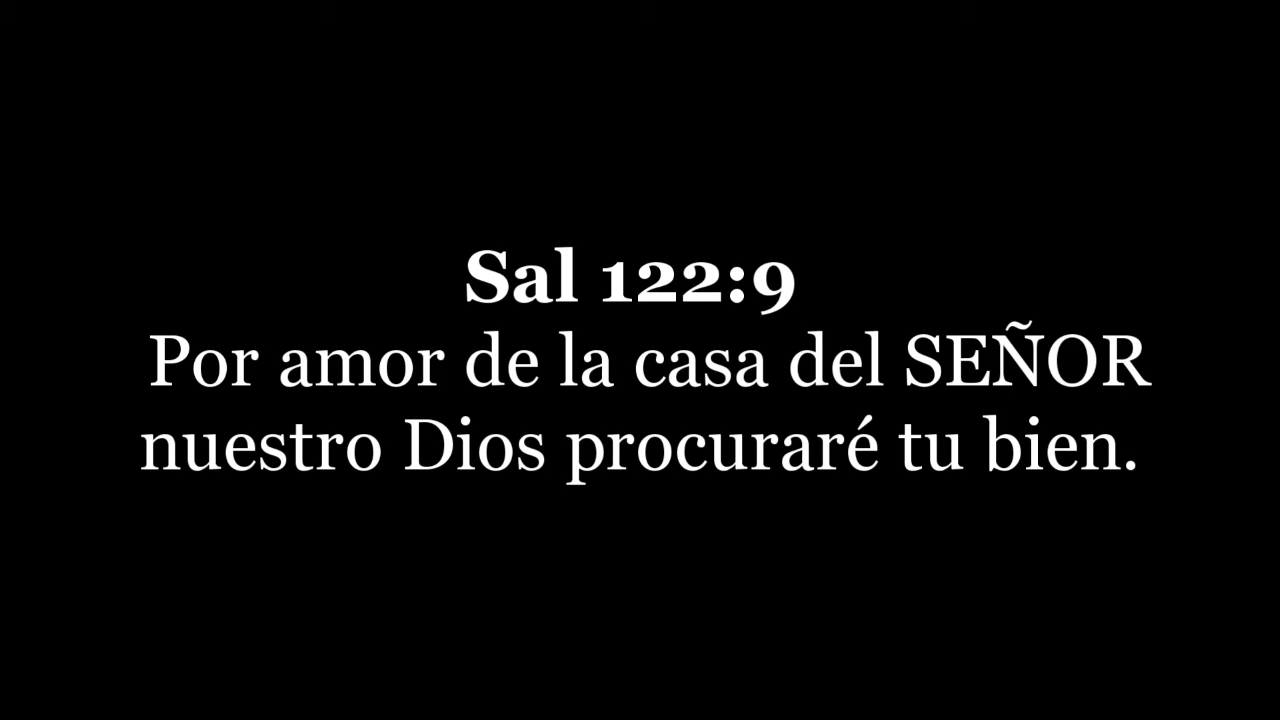 Sal 122:9
Por amor de la casa del SEÑOR
nuestro Dios procuraré tu bien.